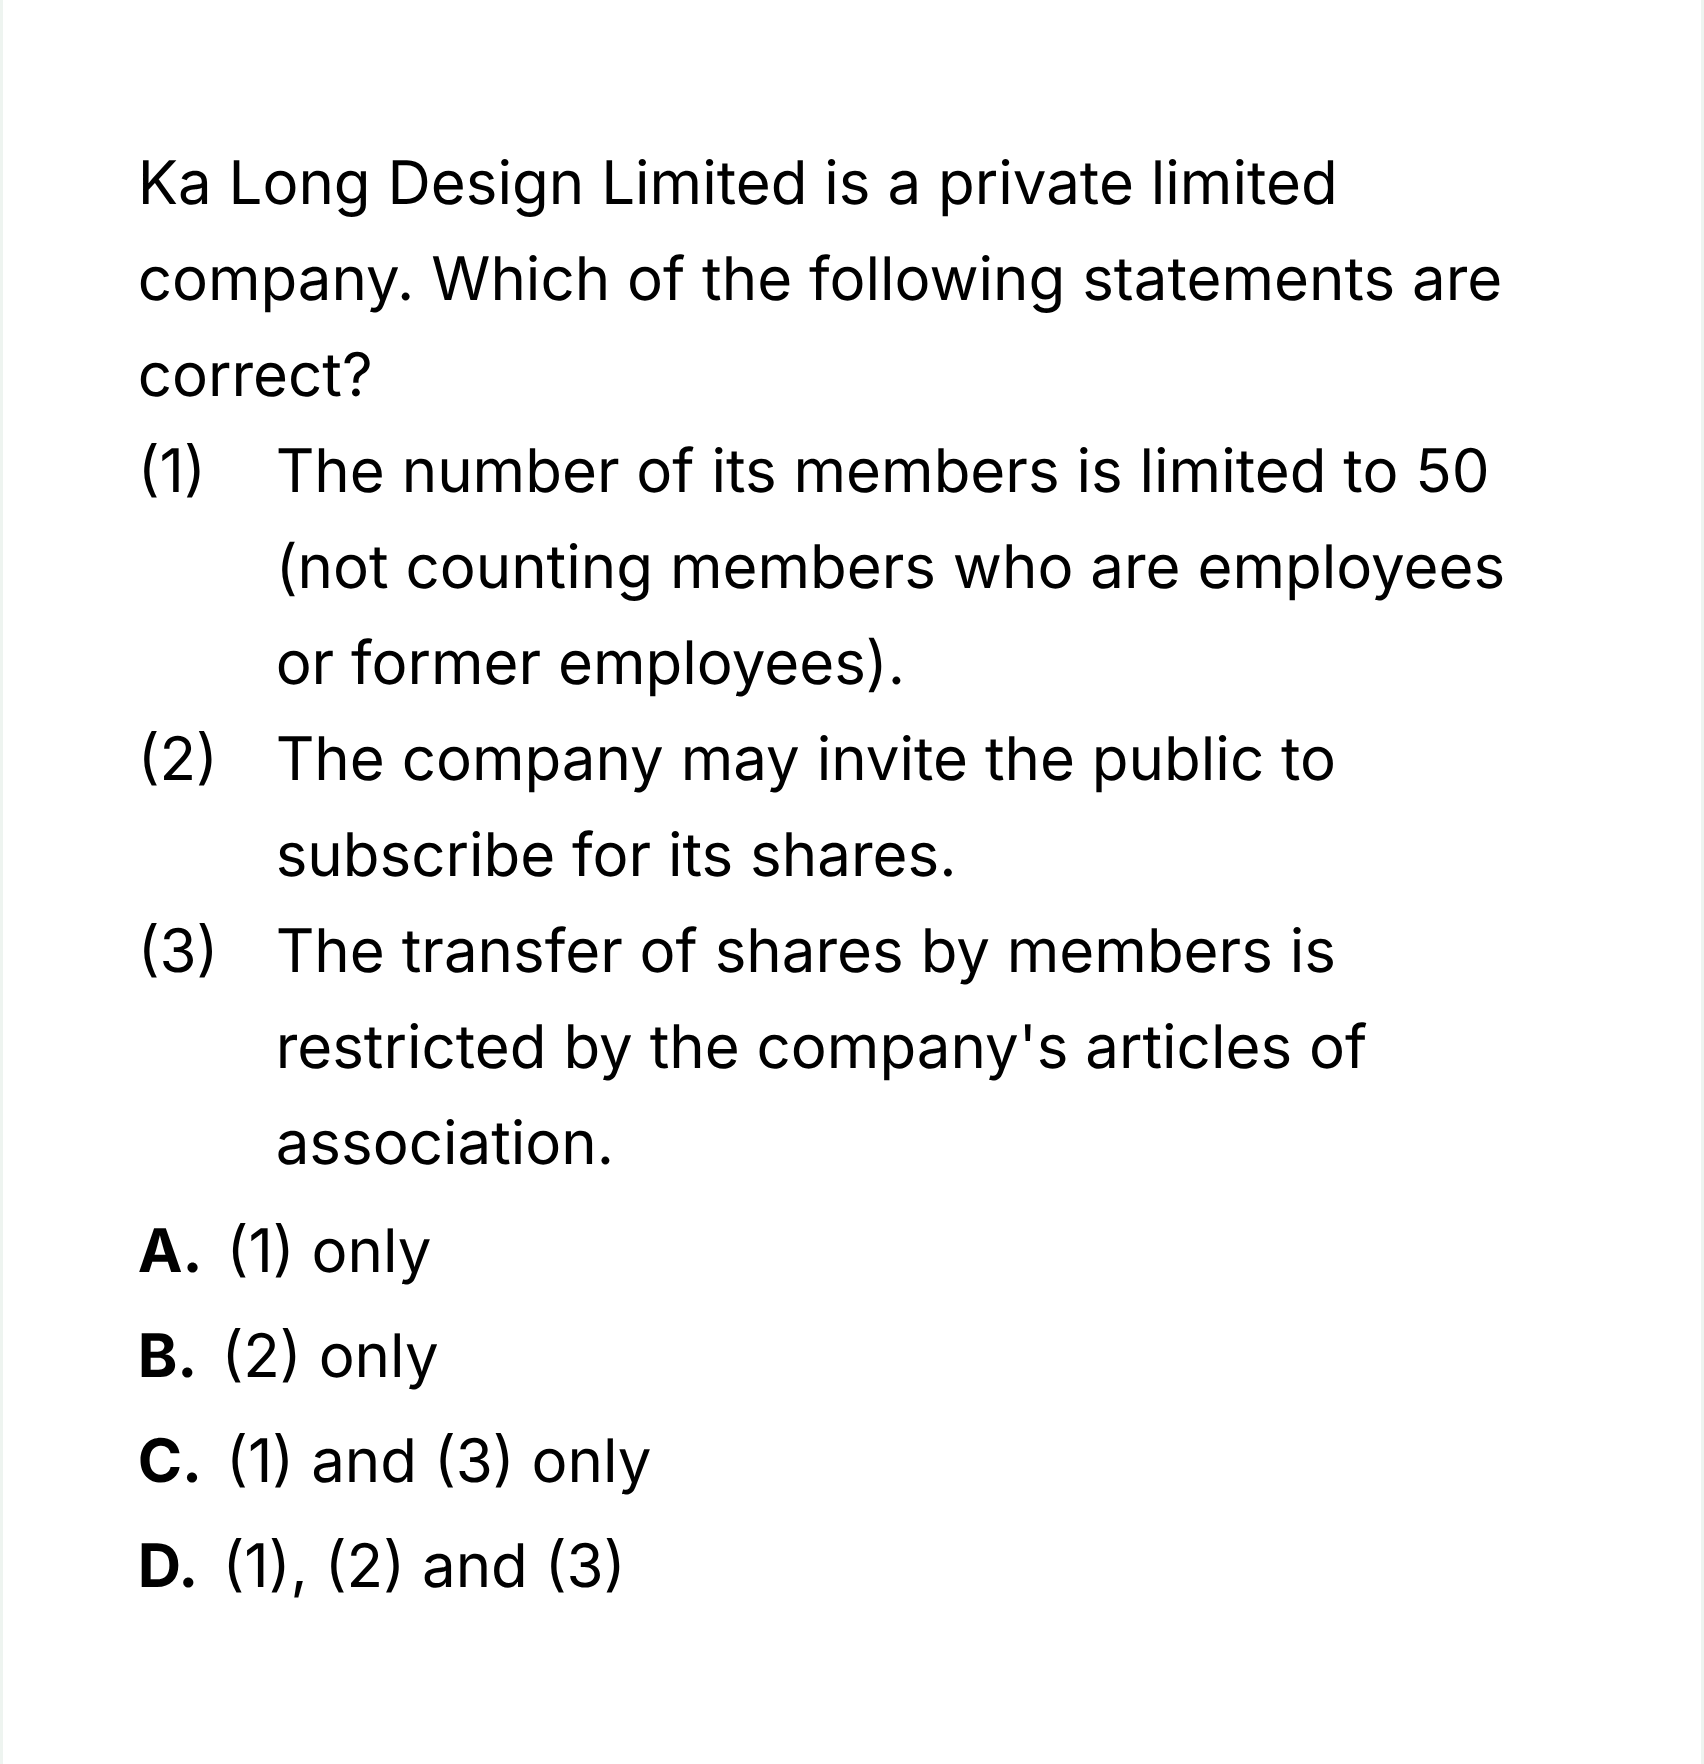 Ka Long Design Limited is a private limited
company. Which of the following statements are
correct?
(1) The number of its members is limited to 50
(not counting members who are employees
or former employees).
(2) The company may invite the public to
subscribe for its shares.
(3) The transfer of shares by members is
restricted by the company's articles of
association.
A. (1) only
B. (2) only
C. (1) and (3) only
D. (1), (2) and (3)